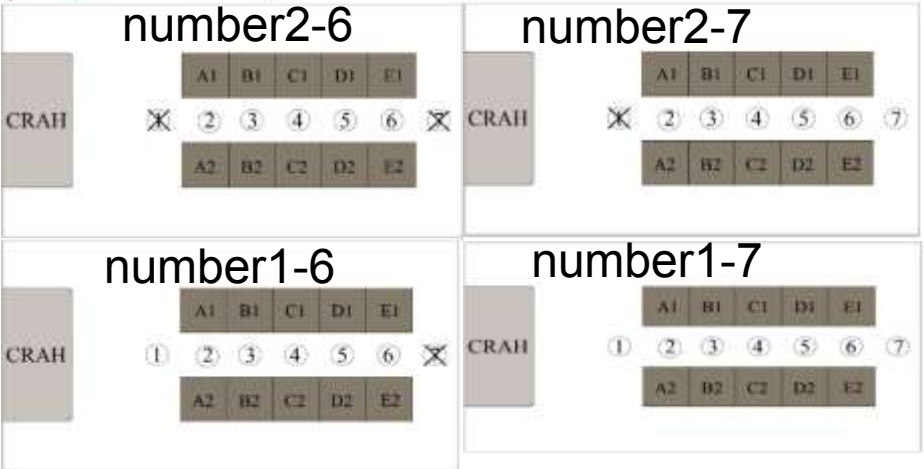 number2-6
A1 B1 C1 D1 E1
CRAH
1 2 3 4 5 6 7
A2 B2 C2 D2 E2
number2-7
A1 B1 C1 D1 E1
CRAH
1 2 3 4 5 6 7
A2 B2 C2 D2 E2
number1-6
A1 B1 C1 D1 E1
CRAH
1 2 3 4 5 6 7
A2 B2 C2 D2 E2
number1-7
A1 B1 C1 D1 E1
CRAH
1 2 3 4 5 6 7
A2 B2 C2 D2 E2